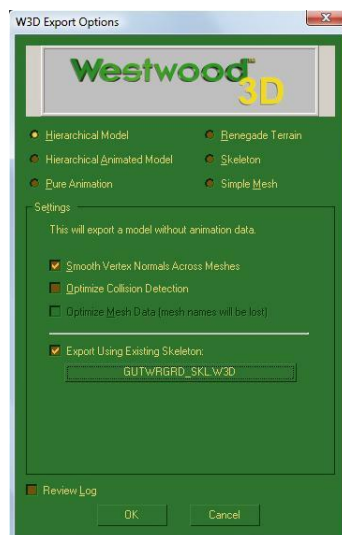 W3D Export Options
Westwood™
3D
Hierarchical Model
Renegade Terrain
Hierarchical Animated Model
Skeleton
Pure Animation
Simple Mesh
Settings
This will export a model without animation data.
Smooth Vertex Normals Across Meshes
Optimize Collision Detection
Optimize Mesh Data (mesh names will be lost)
Export Using Existing Skeleton:
GUTWRGRD_SKL.W3D
Review Log
OK
Cancel